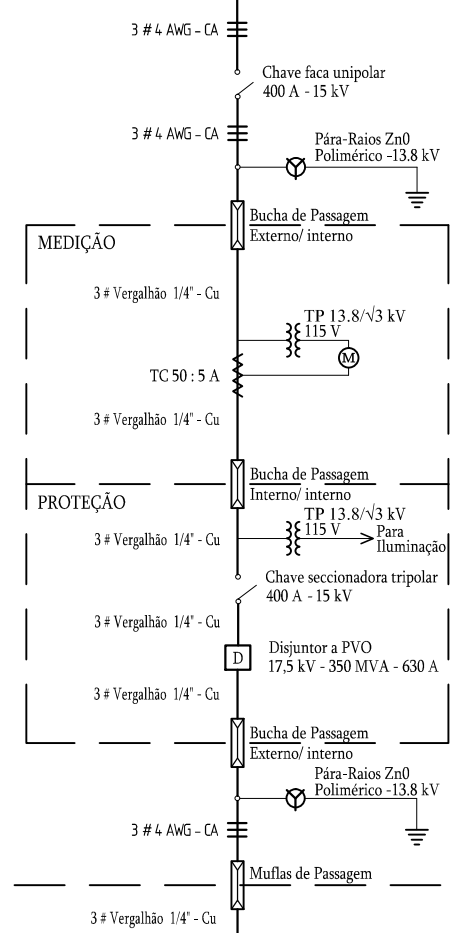 3 # 4 AWG - CA
Chave faca unipolar
400 A - 15 kV
3 # 4 AWG - CA
Pára-Raios Zn0
Polimérico -13.8 kV
Bucha de Passagem
Externo/ interno
MEDIÇÃO
3 # Vergalhão 1/4" - Cu
TP 13.8/√3 kV
115 V
M
TC 50 : 5 A
3 # Vergalhão 1/4" - Cu
Bucha de Passagem
Interno/ interno
PROTEÇÃO
TP 13.8/√3 kV
115 V
Para
Iluminação
3 # Vergalhão 1/4" - Cu
Chave seccionadora tripolar
400 A - 15 kV
3 # Vergalhão 1/4" - Cu
Disjuntor a PVO
D
17,5 kV - 350 MVA - 630 A
3 # Vergalhão 1/4" - Cu
Bucha de Passagem
Externo/ interno
Pára-Raios Zn0
Polimérico -13.8 kV
3 # 4 AWG - CA
Muflas de Passagem
3 # Vergalhão 1/4" - Cu